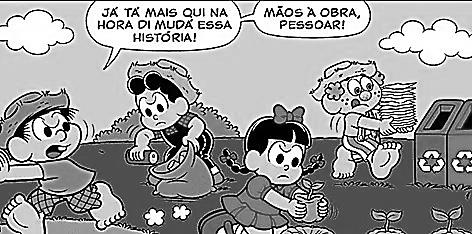 JÁ TÁ MAIS QUI NA
HORA DI MUDÁ ESSA
HISTÓRIA!
MÃOS À OBRA,
PESSOAR!